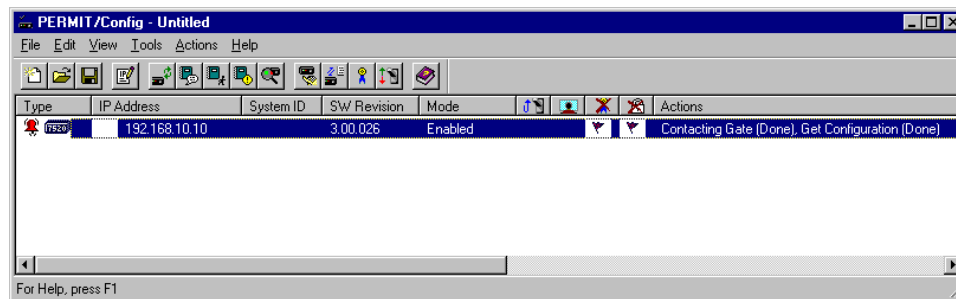 PERMIT/Config - Untitled
File Edit View Tools Actions Help
Type IP Address System ID SW Revision Mode Actions
7520 192.168.10.10 3.00.026 Enabled Contacting Gate (Done), Get Configuration (Done)
For Help, press F1